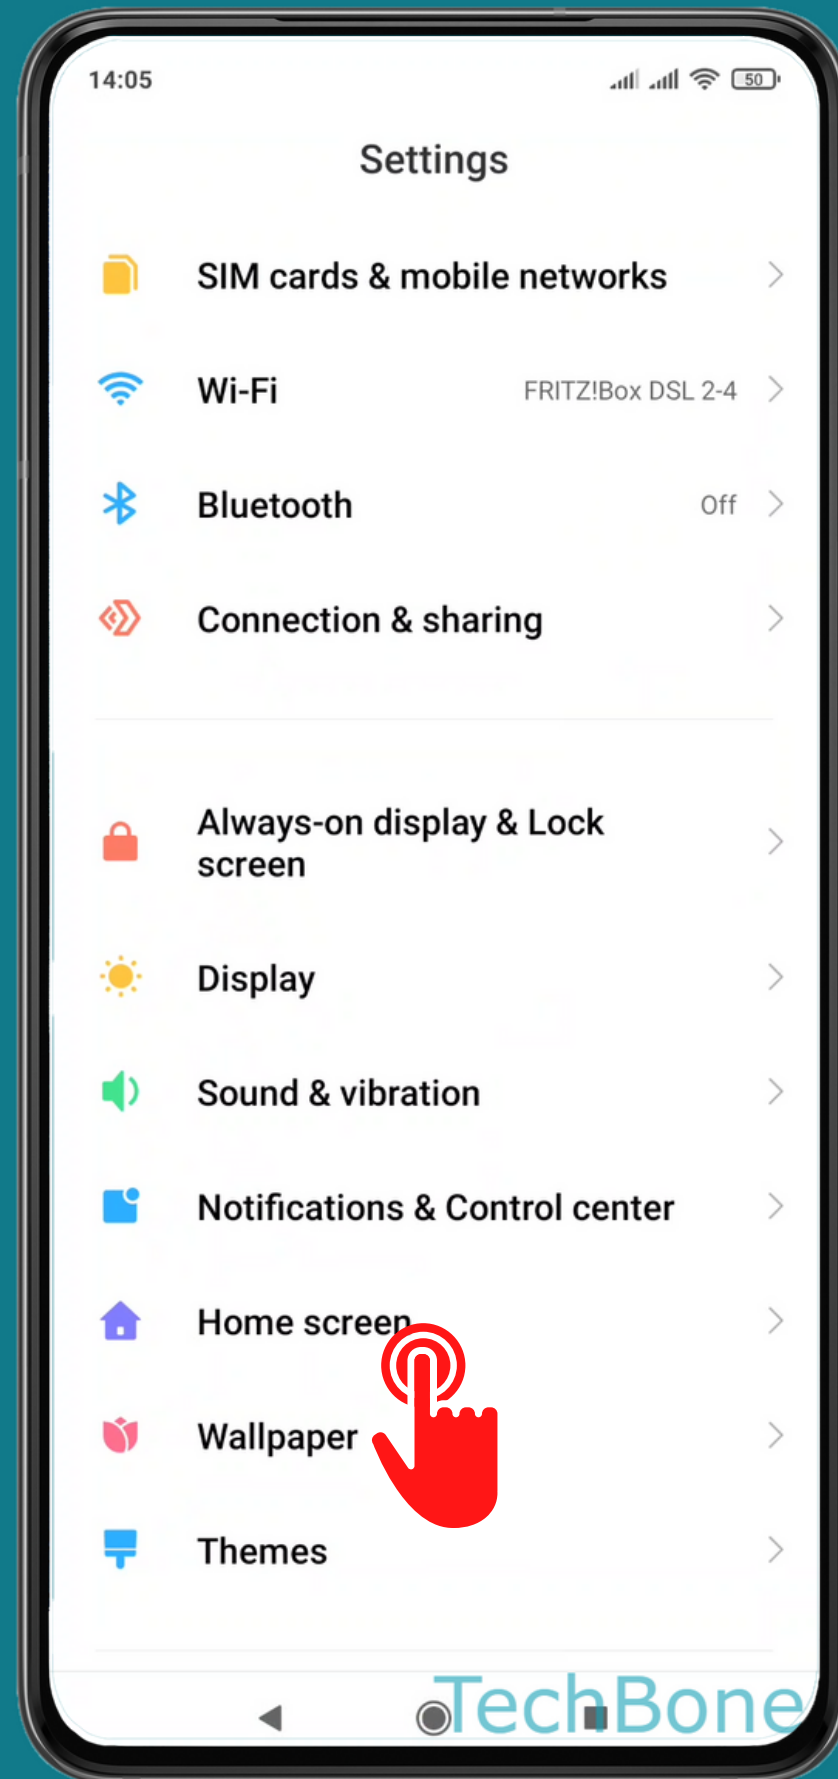 14:05
50
Settings
SIM cards & mobile networks
Wi-Fi FRITZ!Box DSL 2-4
Bluetooth Off
Connection & sharing
Always-on display & Lock
screen
Display
Sound & vibration
Notifications & Control center
Home screen
Wallpaper
Themes
TechBone